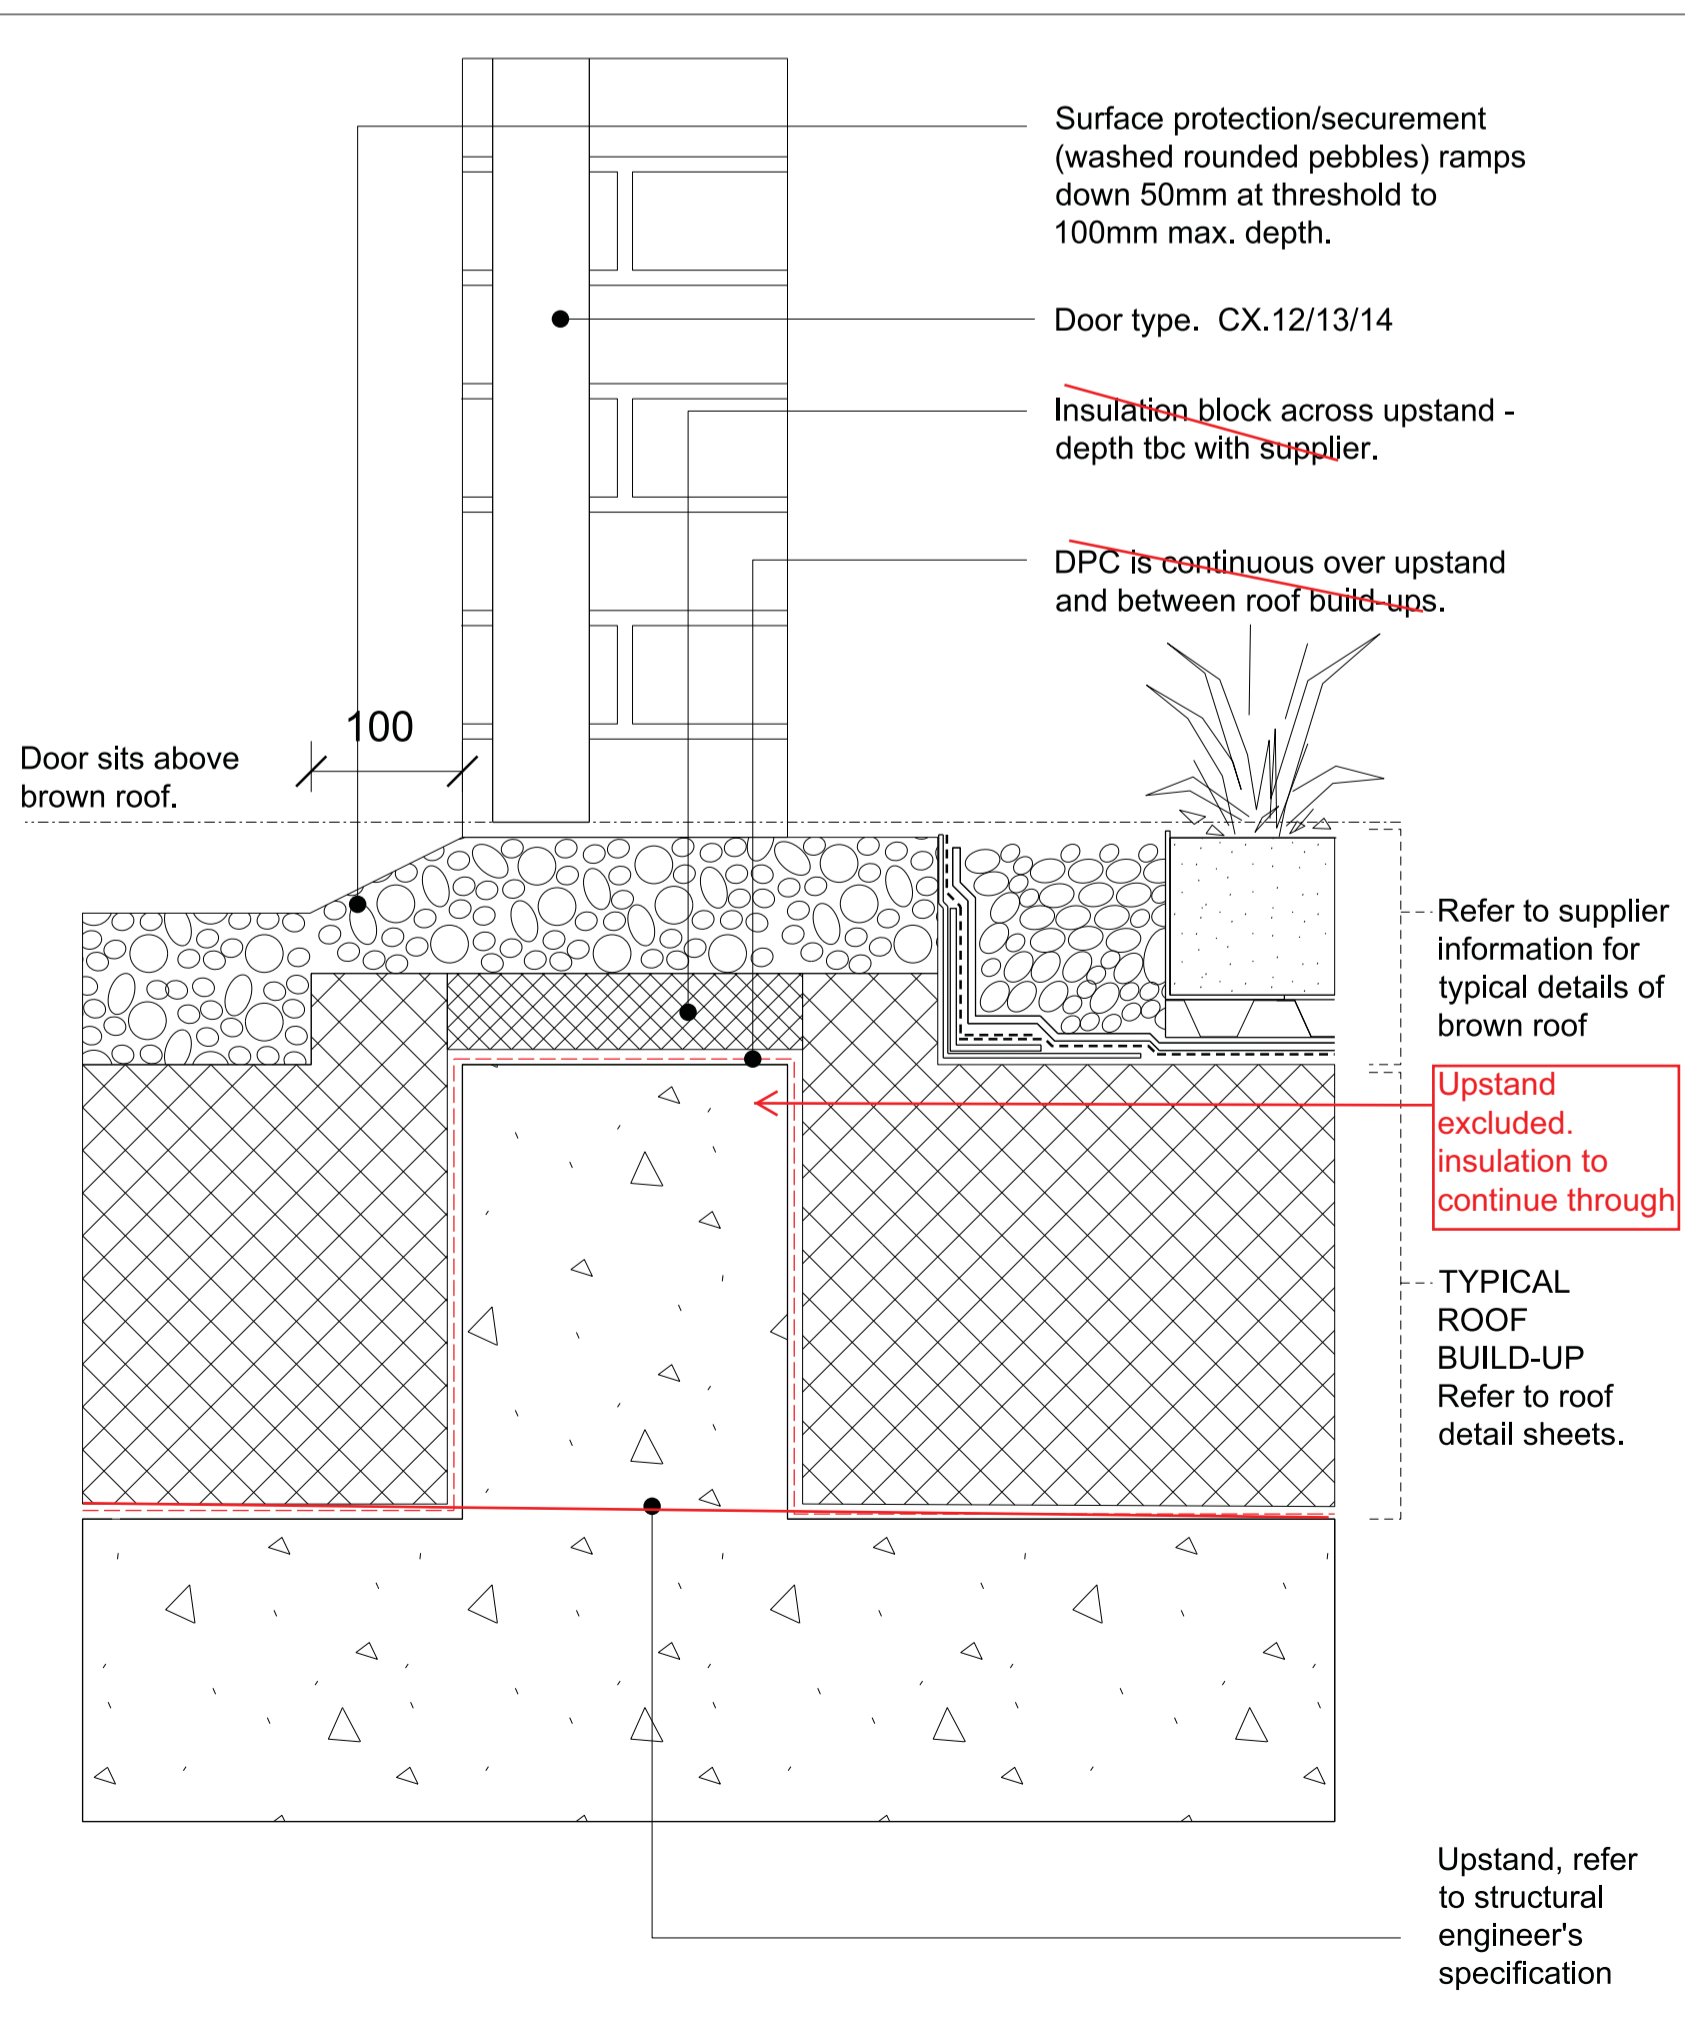 Surface protection/securement
(washed rounded pebbles) ramps
down 50mm at threshold to
100mm max. depth.
Door type.  CX.12/13/14
Insulation block across upstand -
depth tbc with supplier.
DPC is continuous over upstand
and between roof build-ups.
100
Door sits above
brown roof.
Refer to supplier
information for
typical details of
brown roof
Upstand
excluded.
insulation to
continue through
TYPICAL
ROOF
BUILD-UP
Refer to roof
detail sheets.
Upstand, refer
to structural
engineer's
specification